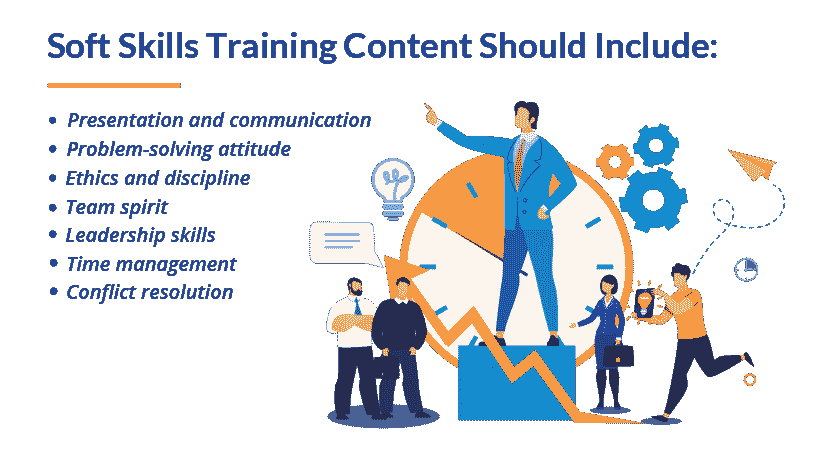 Soft Skills Training Content Should Include:
• Presentation and communication
• Problem-solving attitude
• Ethics and discipline
• Team spirit
• Leadership skills
• Time management
• Conflict resolution